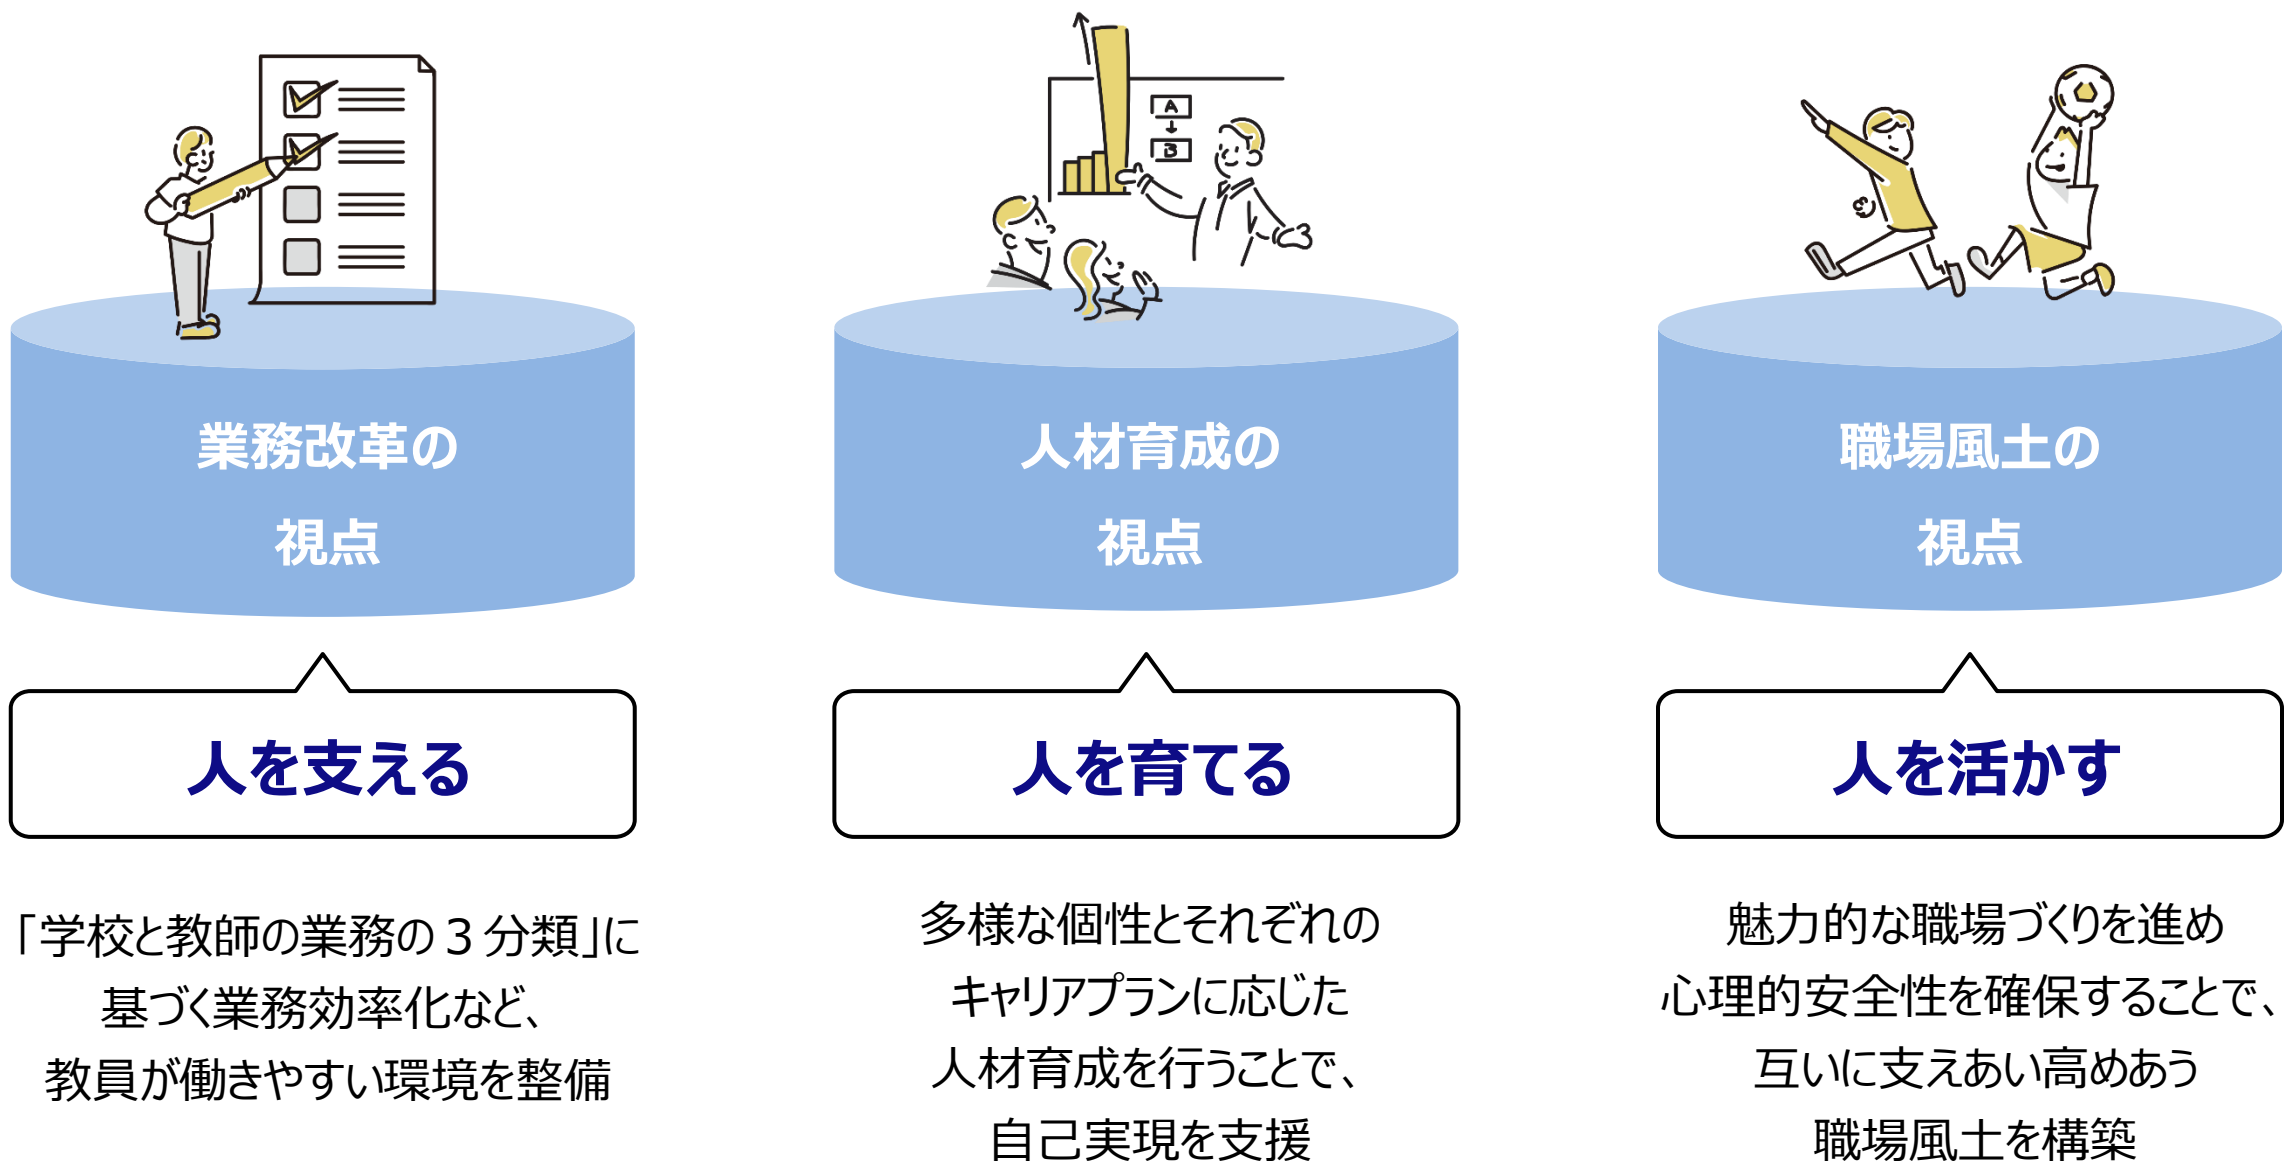 A
B
業務改革の
視点
人を支える
「学校と教師の業務の３分類」に
基づく業務効率化など、
教員が働きやすい環境を整備
人材育成の
視点
人を育てる
多様な個性とそれぞれの
キャリアプランに応じた
人材育成を行うことで、
自己実現を支援
職場風土の
視点
人を活かす
魅力的な職場づくりを進め
心理的安全性を確保することで、
互いに支えあい高めあう
職場風土を構築